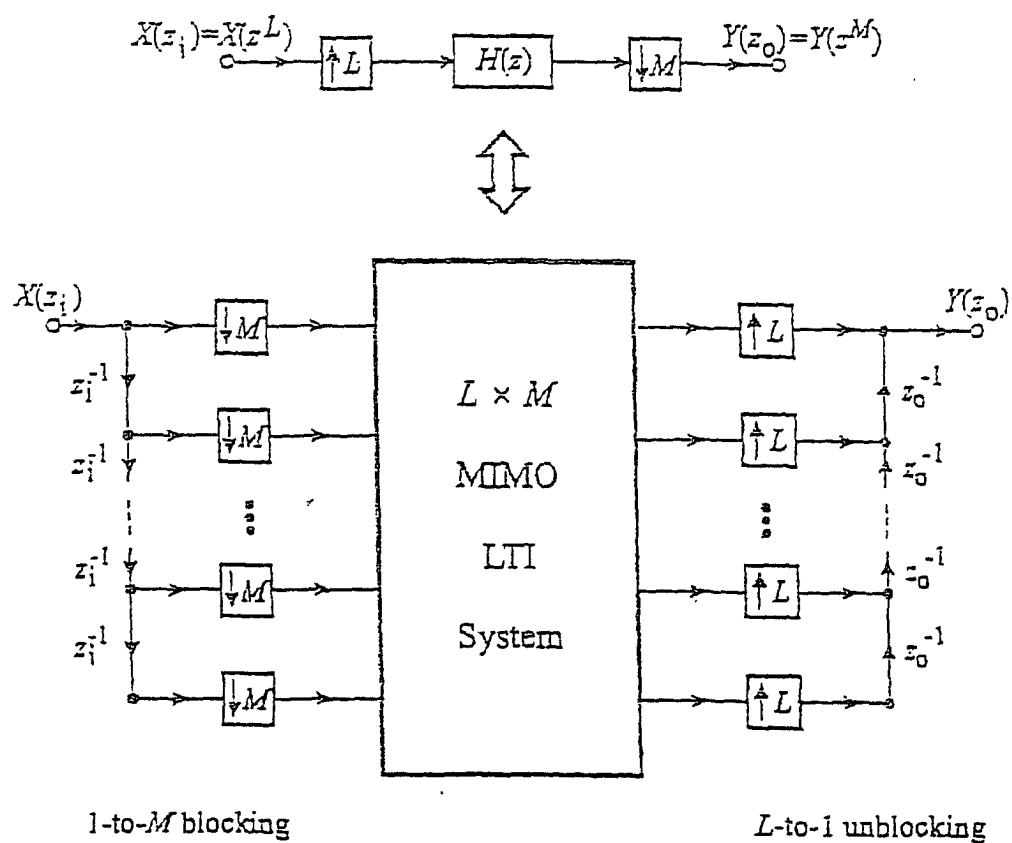 X(z_i)=X(z^L) Y(z_o)=Y(z^M)
↑L H(z) ↓M
X(z_i) Y(z_o)
↓M ↑L
z_i^-1 z_o^-1
L × M
↓M ↑L
z_i^-1 MIMO z_o^-1
z_i^-1 LTI z_o^-1
↓M ↑L
z_i^-1 System z_o^-1
↓M ↑L
1-to-M blocking L-to-1 unblocking